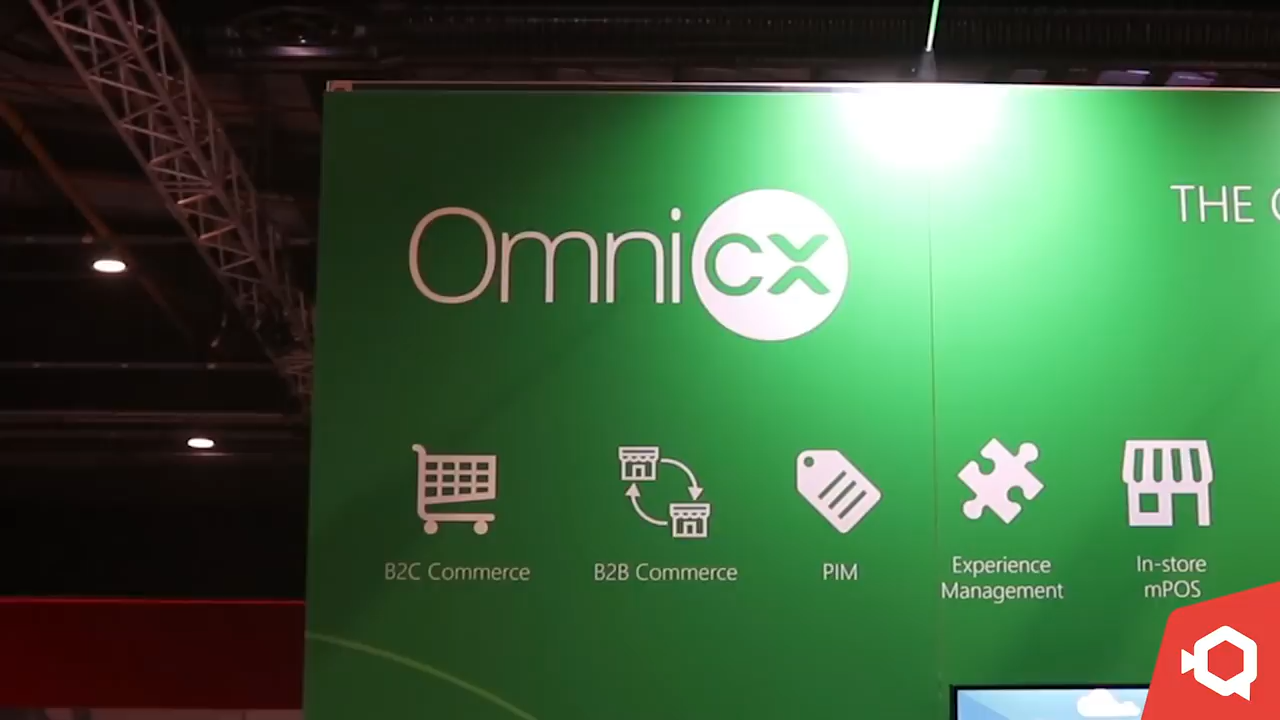 Omnicx
THE
B2C Commerce
B2B Commerce
PIM
Experience
Management
In-store
mPOS